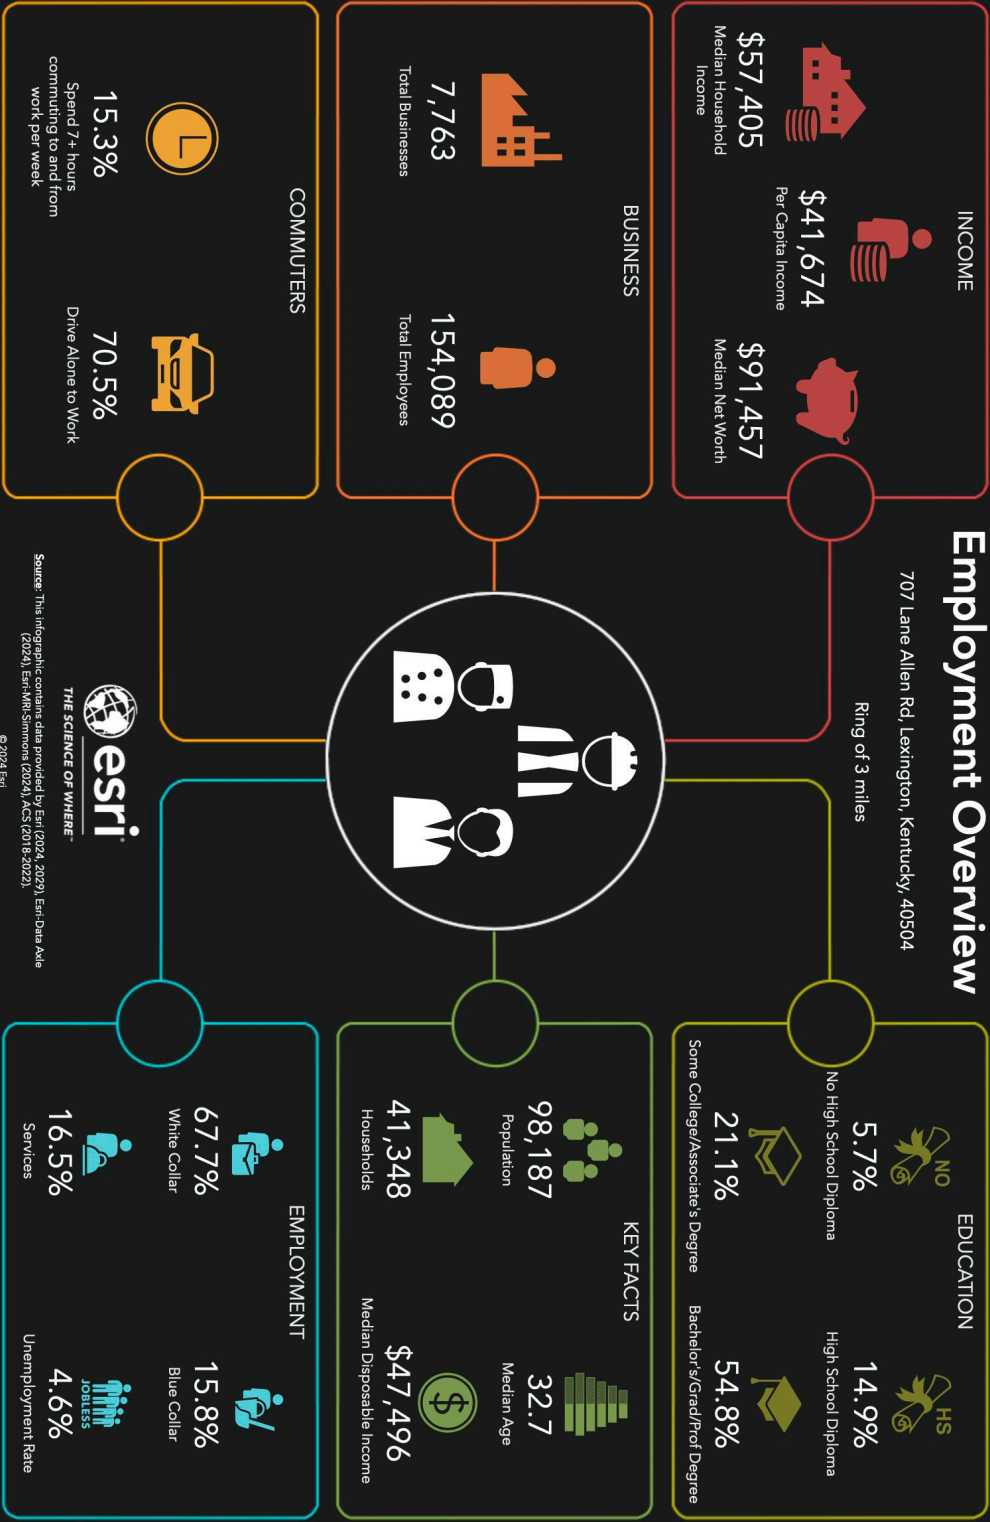 Employment Overview
707 Lane Allen Rd, Lexington, Kentucky, 40504
Ring of 3 miles
INCOME
$57,405
Median Household
Income
$41,674
Per Capita Income
$91,457
Median Net Worth
BUSINESS
7,763
Total Businesses
154,089
Total Employees
COMMUTERS
15.3%
Spend 7+ hours
commuting to and from
work per week
70.5%
Drive Alone to Work
EDUCATION
NO
5.7%
No High School Diploma
HS
14.9%
High School Diploma
21.1%
Some College/Associate's Degree
54.8%
Bachelor's/Grad/Prof Degree
KEY FACTS
98,187
Population
32.7
Median Age
41,348
Households
$
$47,496
Median Disposable Income
EMPLOYMENT
67.7%
White Collar
15.8%
Blue Collar
16.5%
Services
JOBLESS
4.6%
Unemployment Rate
esri®
THE SCIENCE OF WHERE™
Source: This infographic contains data provided by Esri (2024, 2029), Esri-Data Axle
(2024), Esri-MRI-Simmons (2024), ACS (2018-2022).
© 2024 Esri